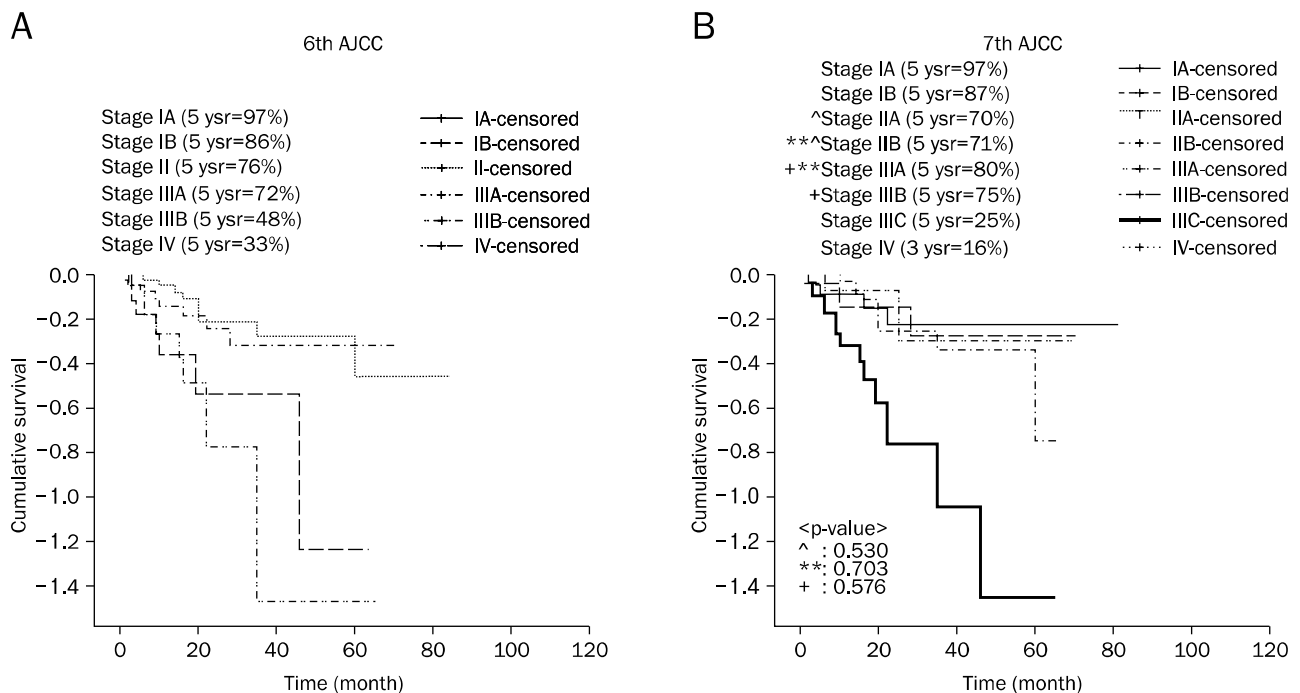 A
6th AJCC
Stage IA (5 ysr=97%)
Stage IB (5 ysr=86%)
Stage II (5 ysr=76%)
Stage IIIA (5 ysr=72%)
Stage IIIB (5 ysr=48%)
Stage IV (5 ysr=33%)
IA-censored
IB-censored
II-censored
IIIA-censored
IIIB-censored
IV-censored
Cumulative survival
0.0
−0.2
−0.4
−0.6
−0.8
−1.0
−1.2
−1.4
0 20 40 60 80 100 120
Time (month)
B
7th AJCC
Stage IA (5 ysr=97%)
Stage IB (5 ysr=87%)
^Stage IIA (5 ysr=70%)
**^Stage IIB (5 ysr=71%)
+**Stage IIIA (5 ysr=80%)
+Stage IIIB (5 ysr=75%)
Stage IIIC (5 ysr=25%)
Stage IV (3 ysr=16%)
IA-censored
IB-censored
IIA-censored
IIB-censored
IIIA-censored
IIIB-censored
IIIC-censored
IV-censored
Cumulative survival
0.0
−0.2
−0.4
−0.6
−0.8
−1.0
−1.2
−1.4
<p-value>
^ : 0.530
**: 0.703
+ : 0.576
0 20 40 60 80 100 120
Time (month)